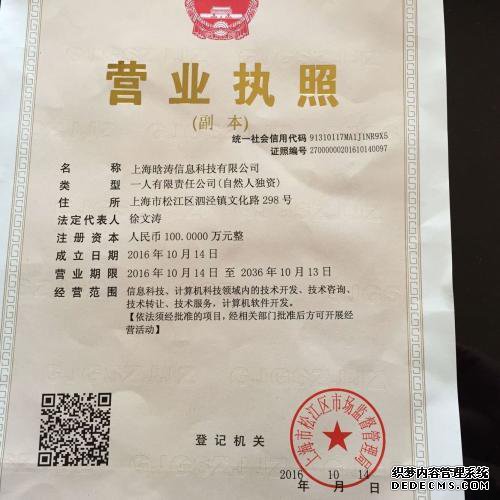 营业执照
(副 本)
统一社会信用代码 91310117MA1J1NR9X5
证照编号 27000000201610140097
名 称 上海晗涛信息科技有限公司
类 型 一人有限责任公司(自然人独资)
住 所 上海市松江区泗泾镇文化路298号
法定代表人 徐文涛
注册资本 人民币100.0000万元整
成立日期 2016年10月14日
营业期限 2016年10月14日 至 2036年10月13日
经营范围 信息科技、计算机科技领域内的技术开发、技术咨询、
技术转让、技术服务，计算机软件开发。
【依法须经批准的项目，经相关部门批准后方可开展经
营活动】
登记机关
上海市松江区市场监督管理局
2016 10 14
年 月 日
织梦内容管理系统
DEDECMS.COM